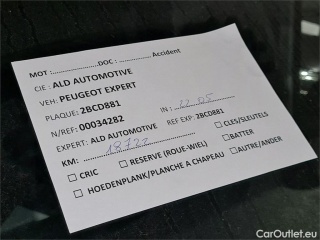 MOT :..................DOC : ............... Accident
CIE : ALD AUTOMOTIVE
VEH: PEUGEOT EXPERT
PLAQUE: 2BCD881 IN : 12.05
N/REF: 00034282 REF EXP: 2BCD881
EXPERT: ALD AUTOMOTIVE
KM: 18722
☐ CLES/SLEUTELS
☐ CRIC ☐ RESERVE (ROUE-WIEL) ☐ BATTER
☐ HOEDENPLANK/PLANCHE A CHAPEAU ☐ AUTRE/ANDER
CarOutlet.eu